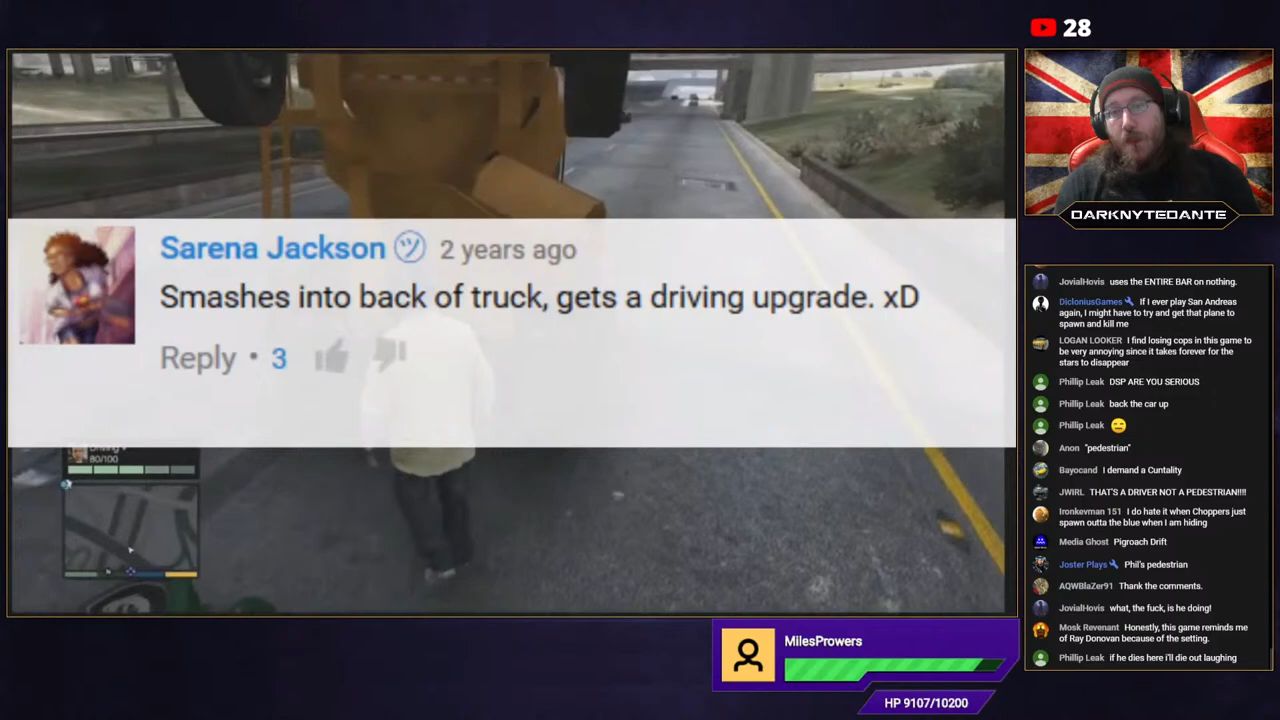 28
DARKNYTEDANTE
Sarena Jackson 2 years ago
Smashes into back of truck, gets a driving upgrade. xD
Reply • 3
80/100
JovialHovis uses the ENTIRE BAR on nothing.
DicloniusGames If I ever play San Andreas
again, I might have to try and get that plane to
spawn and kill me
LOGAN LOOKER I find losing cops in this game to
be very annoying since it takes forever for the
stars to disappear
Phillip Leak DSP ARE YOU SERIOUS
Phillip Leak back the car up
Phillip Leak 😑
Anon "pedestrian"
Bayocand I demand a Cuntality
JWIRL THAT'S A DRIVER NOT A PEDESTRIAN!!!!
Ironkevman 151 I do hate it when Choppers just
spawn outta the blue when I am hiding
Media Ghost Pigroach Drift
Joster Plays Phil's pedestrian
AQWBlaZer91 Thank the comments.
JovialHovis what, the fuck, is he doing!
Mosk Revenant Honestly, this game reminds me
of Ray Donovan because of the setting.
Phillip Leak if he dies here i'll die out laughing
MilesProwers
HP 9107/10200